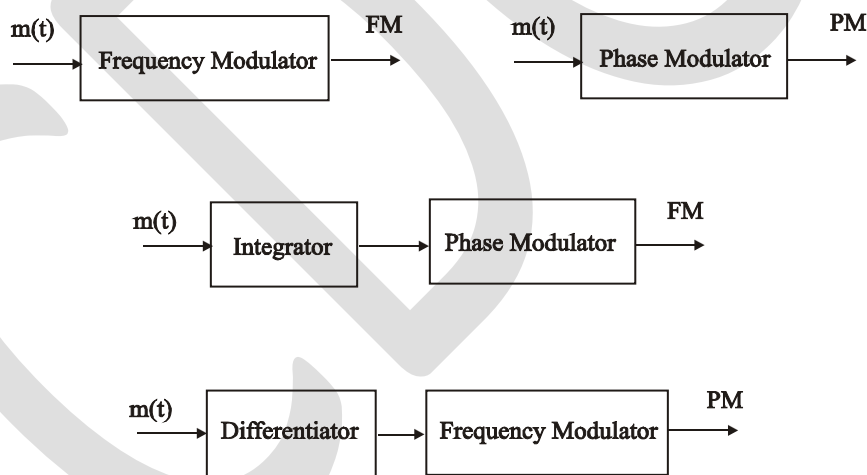 m(t) Frequency Modulator FM
m(t) Phase Modulator PM
m(t) Integrator Phase Modulator FM
m(t) Differentiator Frequency Modulator PM